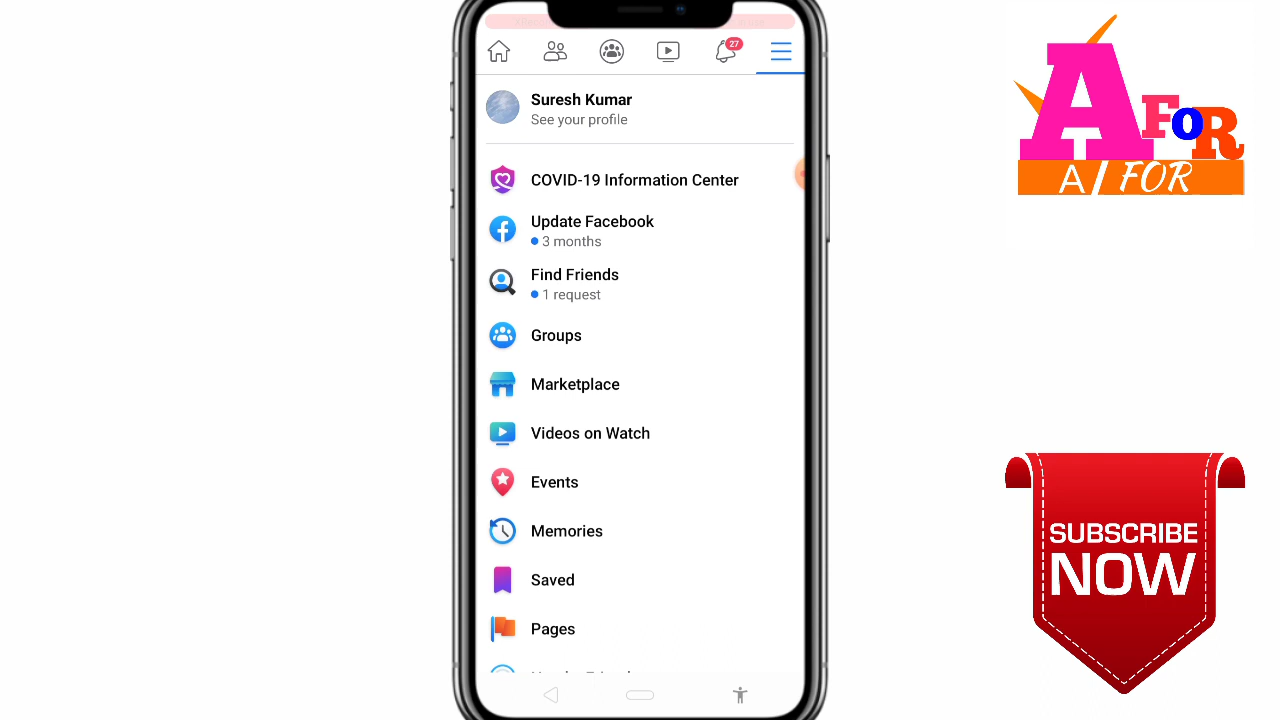 27
Suresh Kumar
See your profile
COVID-19 Information Center
Update Facebook
3 months
Find Friends
1 request
Groups
Marketplace
Videos on Watch
Events
Memories
Saved
Pages
A FOR
A / FOR
SUBSCRIBE
NOW